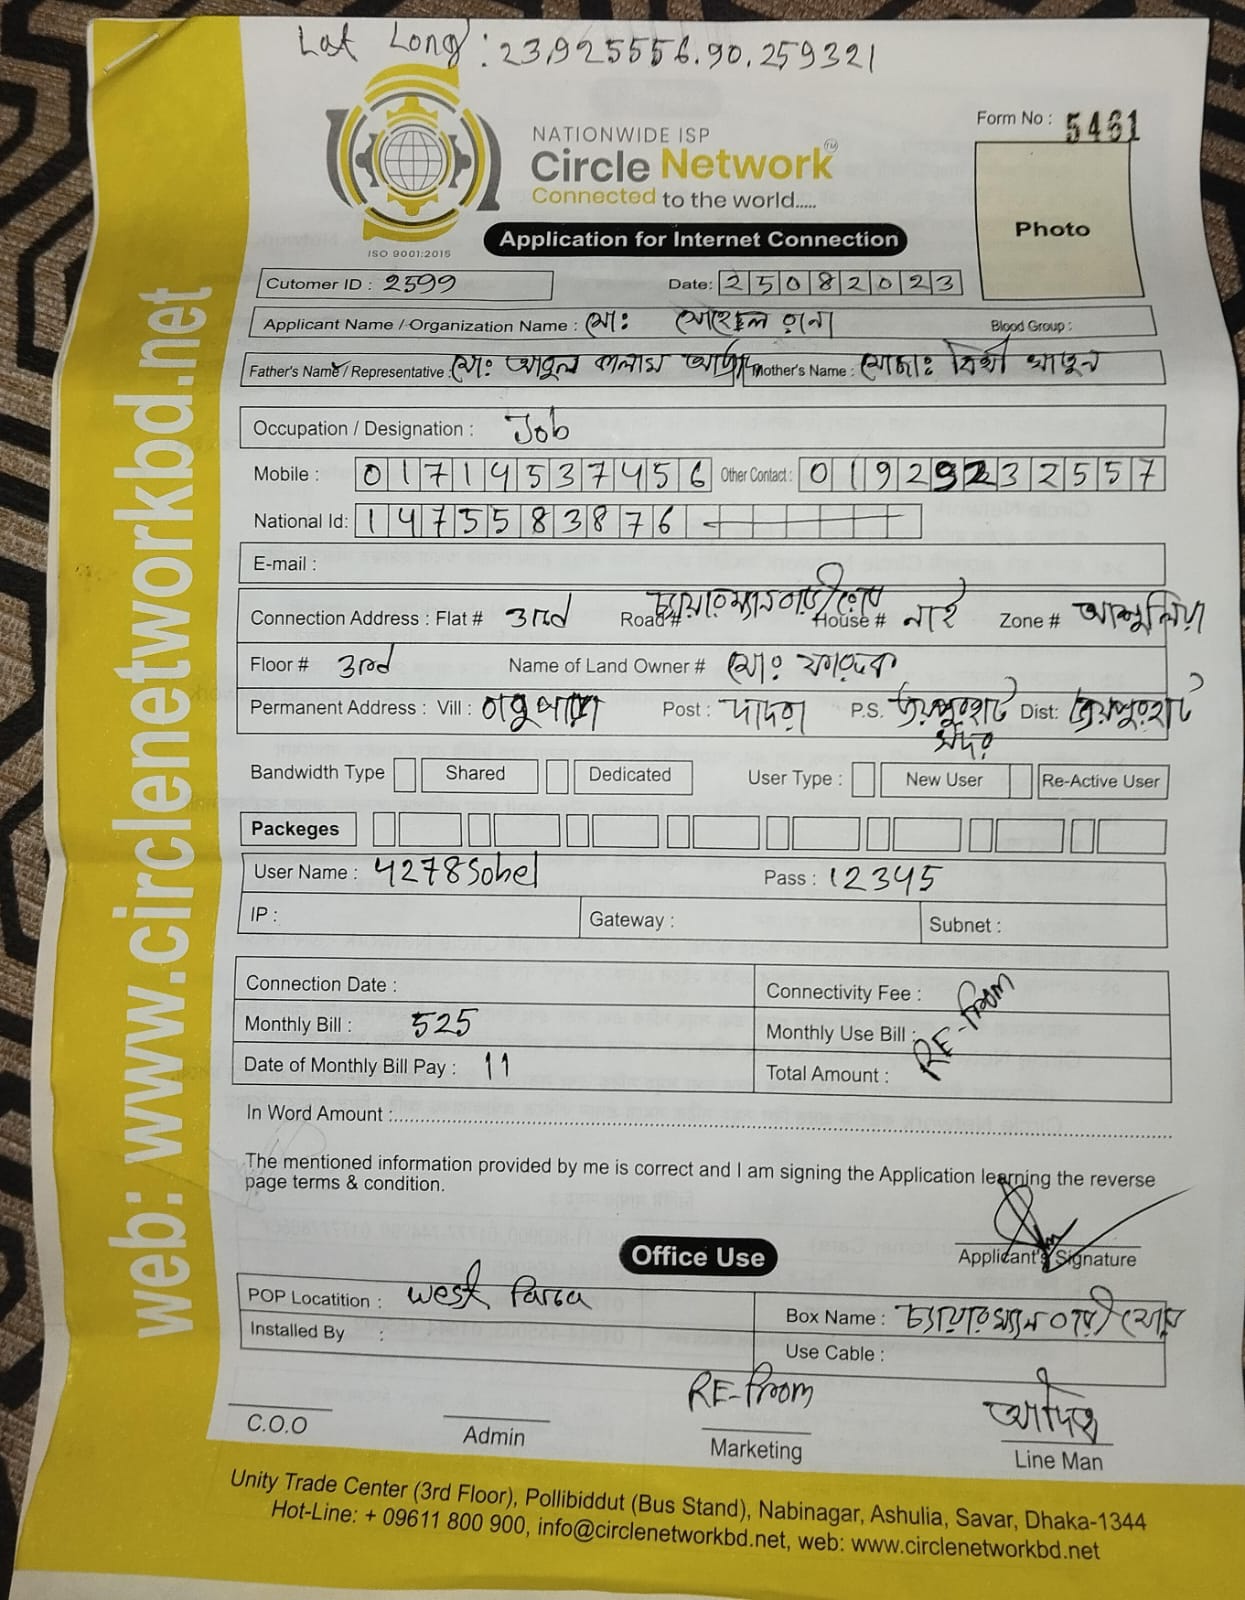 Lat Long : 23,925556.90.259321
Form No : 5461
NATIONWIDE ISP
Circle Network TM
Connected to the world.....
ISO 9001:2015
Photo
Application for Internet Connection
Cutomer ID : 2599 Date: 25082023
Applicant Name / Organization Name : মোঃ সোহেল রানা Blood Group :
Father's Name / Representative : মোঃ আবুল কালাম Mother's Name : মোছাঃ বিথী খাতুন
Occupation / Designation : Job
Mobile : 01714537456 Other Contact : 01929232557
National Id: 1475583876
E-mail :
Connection Address : Flat # 3rd Road # চেয়ারম্যান বাড়ী রোড House # নাই Zone # আশুলিয়া
Floor # 3rd Name of Land Owner # মোঃ ফারুক
Permanent Address : Vill : Post : দাদরা P.S. জয়পুরহাট সদর Dist: জয়পুরহাট
Bandwidth Type Shared Dedicated User Type : New User Re-Active User
Packeges
User Name : 4278Sohel Pass : 12345
IP : Gateway : Subnet :
Connection Date : Connectivity Fee :
Monthly Bill : 525 Monthly Use Bill :
RE-from
Date of Monthly Bill Pay : 11 Total Amount :
In Word Amount :
The mentioned information provided by me is correct and I am signing the Application learning the reverse
page terms & condition.
Applicant's Signature
Office Use
POP Locatition : West Para Box Name : চেয়ারম্যান বাড়ী রোড
Installed By : Use Cable :
RE-from
C.O.O Admin Marketing Line Man
Unity Trade Center (3rd Floor), Pollibiddut (Bus Stand), Nabinagar, Ashulia, Savar, Dhaka-1344
Hot-Line: + 09611 800 900, info@circlenetworkbd.net, web: www.circlenetworkbd.net
web: www.circlenetworkbd.net